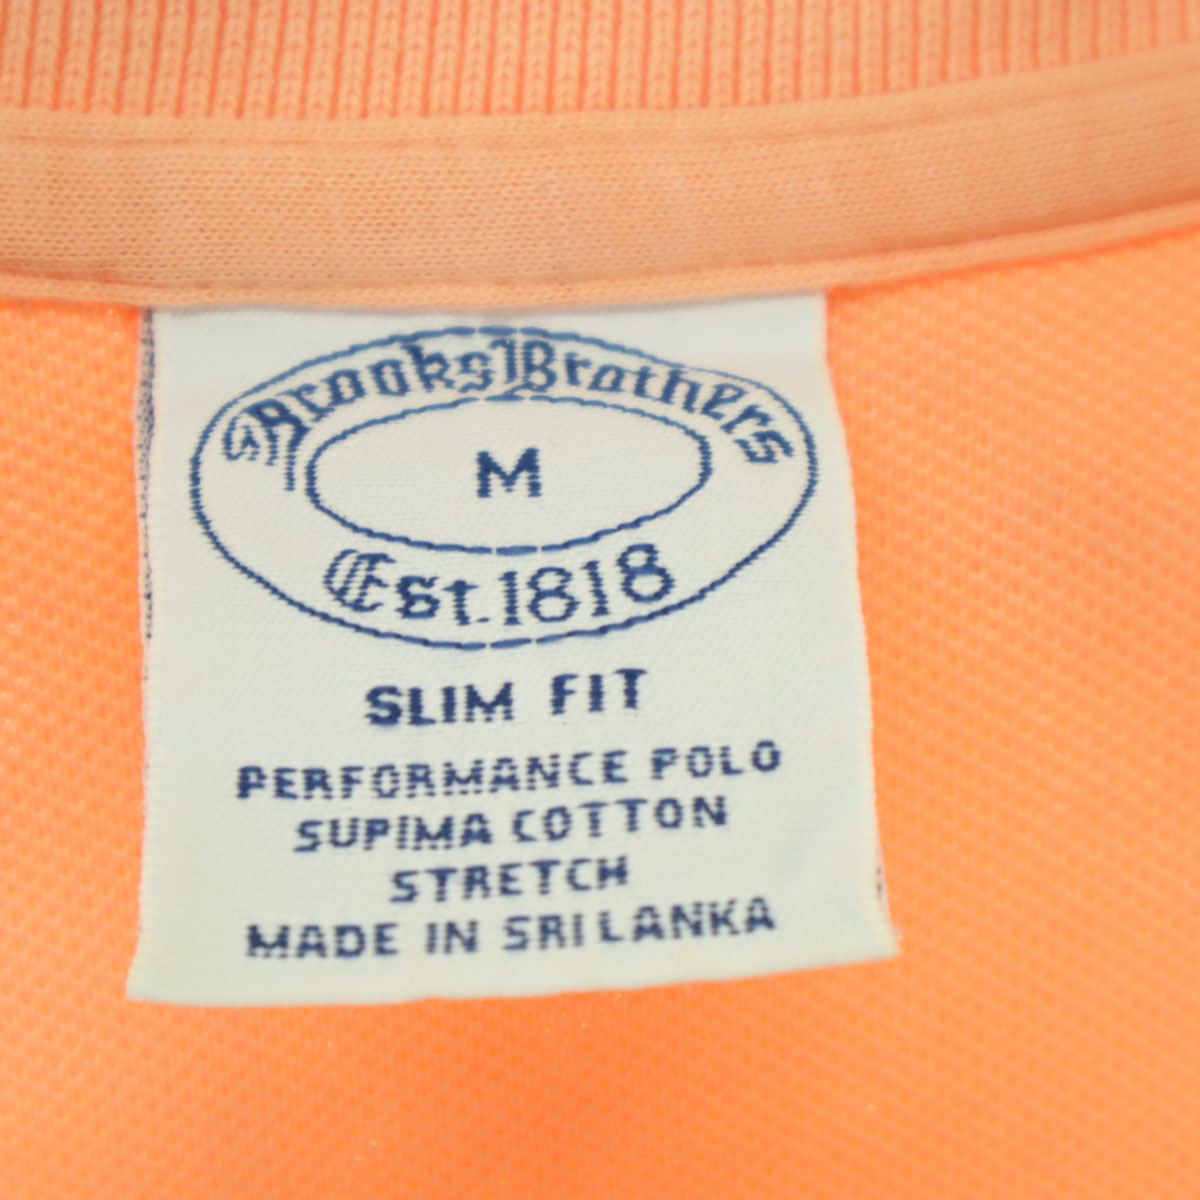 Brooks Brothers
M
Est. 1818
SLIM FIT
PERFORMANCE POLO
SUPIMA COTTON
STRETCH
MADE IN SRI LANKA